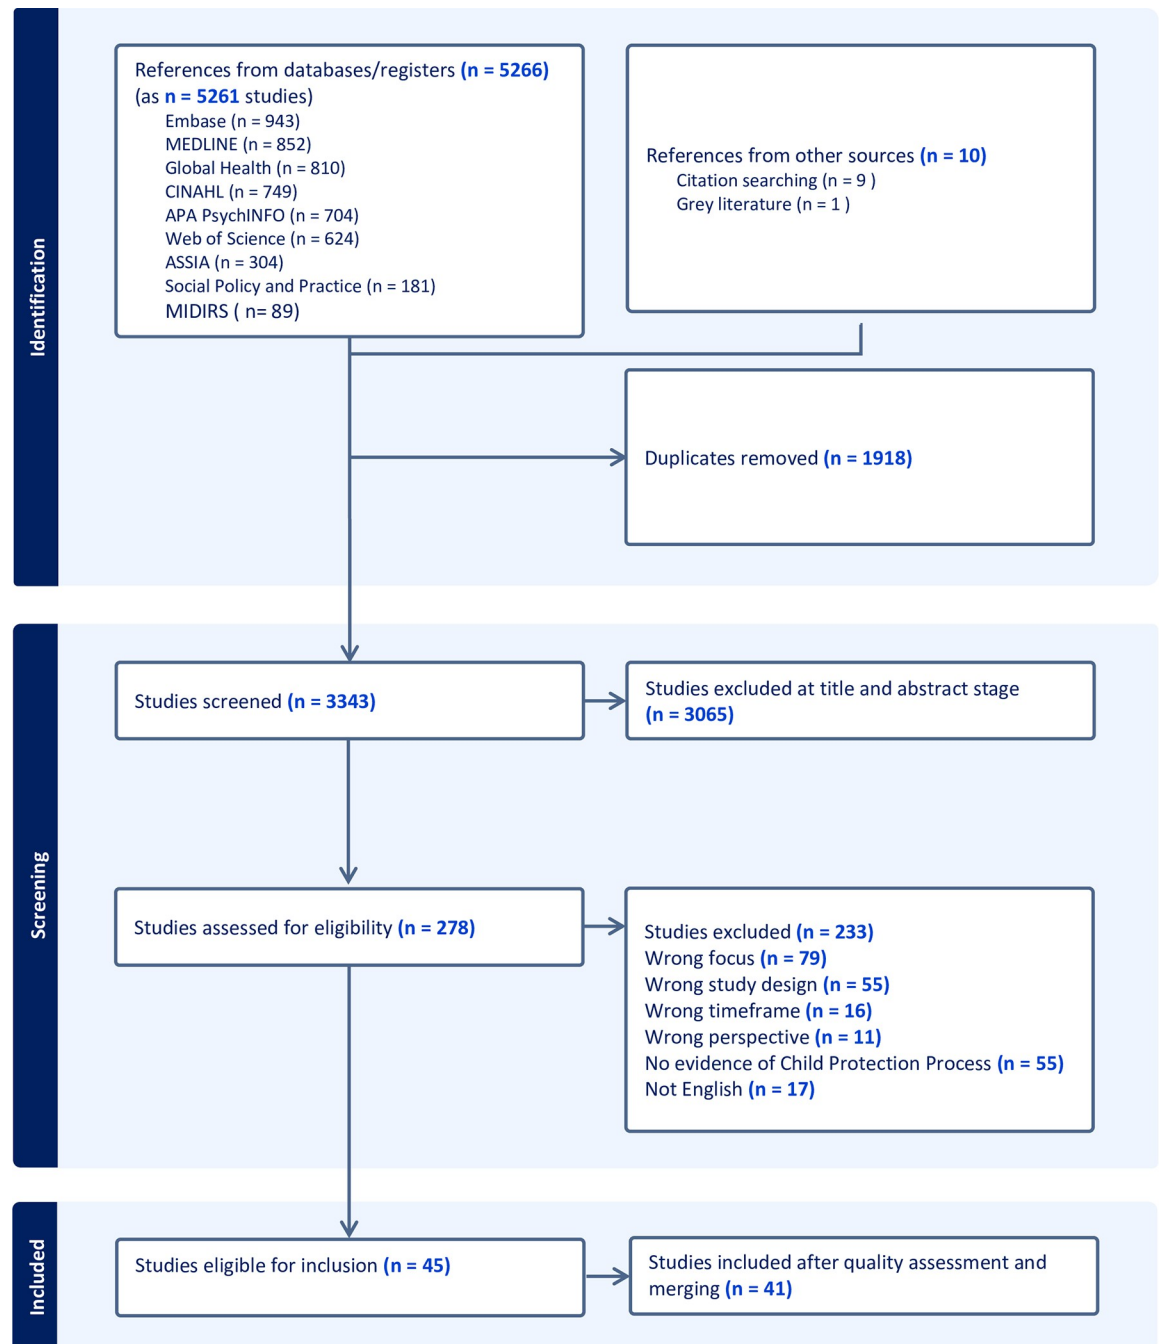 Identification
References from databases/registers (n = 5266)
(as n = 5261 studies)
Embase (n = 943)
MEDLINE (n = 852)
Global Health (n = 810)
CINAHL (n = 749)
APA PsychINFO (n = 704)
Web of Science (n = 624)
ASSIA (n = 304)
Social Policy and Practice (n = 181)
MIDIRS ( n= 89)
References from other sources (n = 10)
Citation searching (n = 9 )
Grey literature (n = 1 )
Duplicates removed (n = 1918)
Screening
Studies screened (n = 3343)
Studies excluded at title and abstract stage
(n = 3065)
Studies assessed for eligibility (n = 278)
Studies excluded (n = 233)
Wrong focus (n = 79)
Wrong study design (n = 55)
Wrong timeframe (n = 16)
Wrong perspective (n = 11)
No evidence of Child Protection Process (n = 55)
Not English (n = 17)
Included
Studies eligible for inclusion (n = 45)
Studies included after quality assessment and
merging (n = 41)